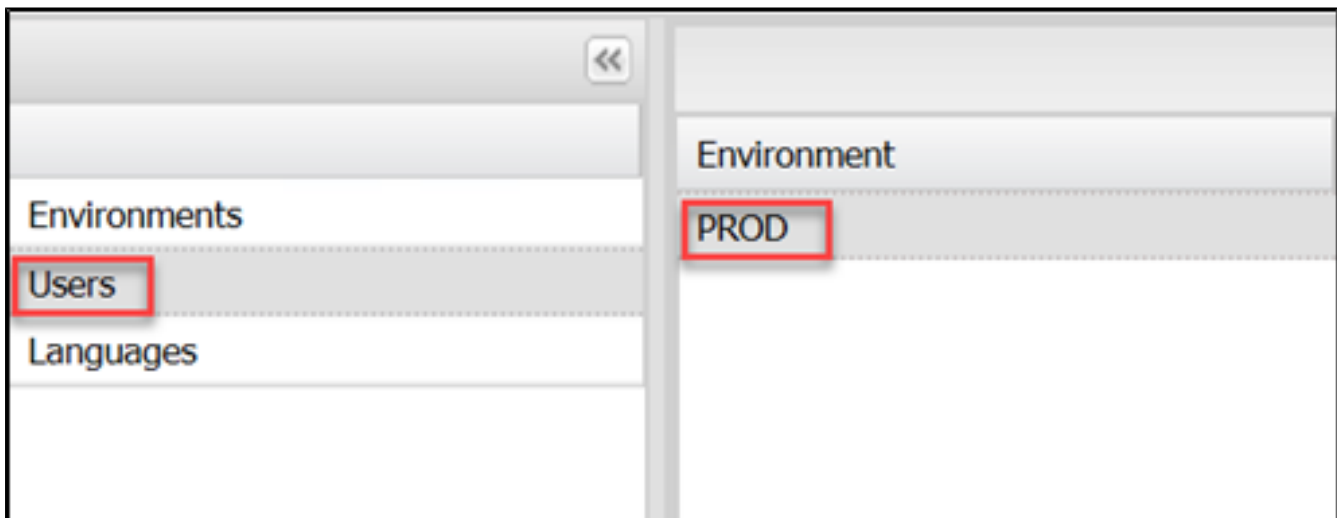 Environments
Users
Languages
Environment
PROD